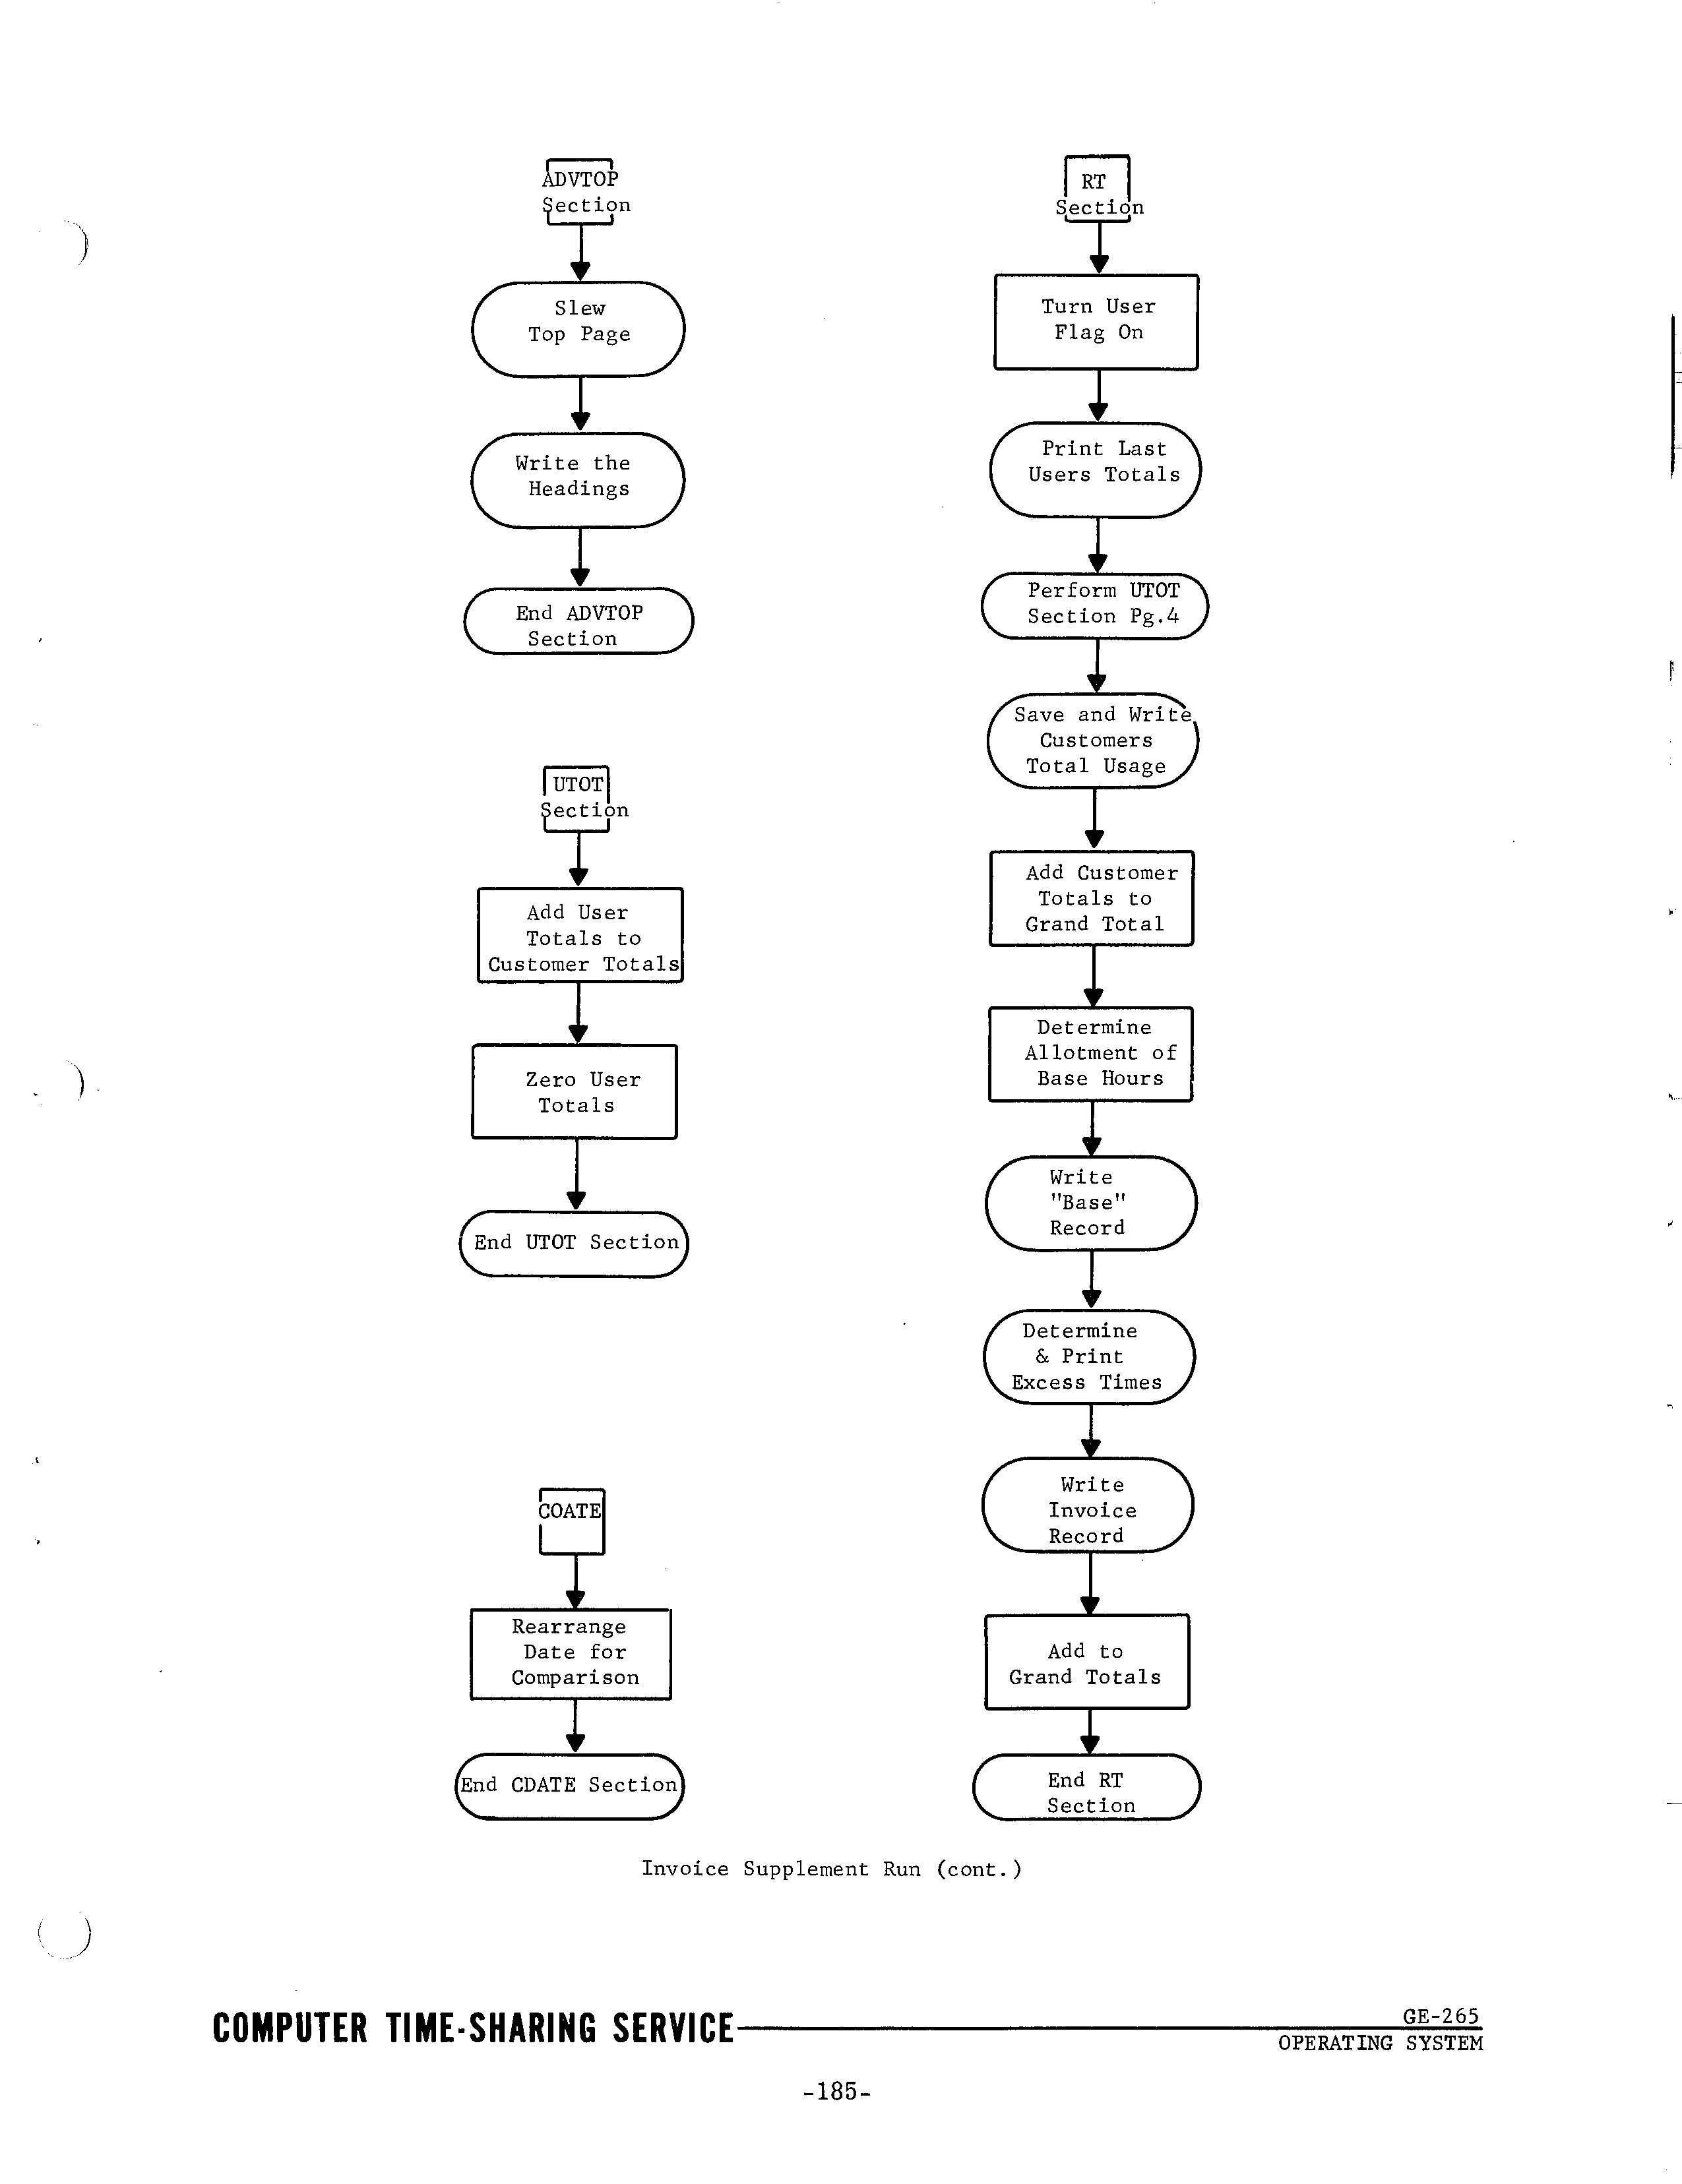 ADVTOP
Section
Slew
Top Page
Write the
Headings
End ADVTOP
Section
UTOT
Section
Add User
Totals to
Customer Totals
Zero User
Totals
End UTOT Section
COATE
Rearrange
Date for
Comparison
End CDATE Section
RT
Section
Turn User
Flag On
Print Last
Users Totals
Perform UTOT
Section Pg.4
Save and Write
Customers
Total Usage
Add Customer
Totals to
Grand Total
Determine
Allotment of
Base Hours
Write
"Base"
Record
Determine
& Print
Excess Times
Write
Invoice
Record
Add to
Grand Totals
End RT
Section
Invoice Supplement Run (cont.)
COMPUTER TIME-SHARING SERVICE
GE-265
OPERATING SYSTEM
-185-